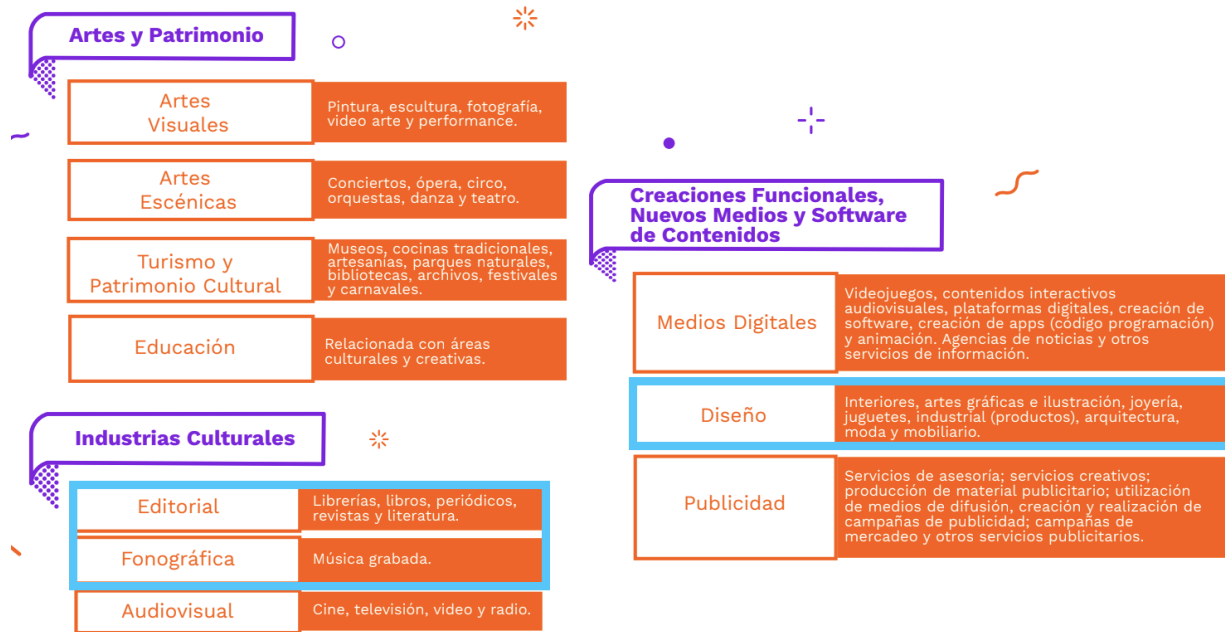 Artes y Patrimonio
Artes
Visuales
Pintura, escultura, fotografía,
video arte y performance.
Artes
Escénicas
Conciertos, ópera, circo,
orquestas, danza y teatro.
Turismo y
Patrimonio Cultural
Museos, cocinas tradicionales,
artesanías, parques naturales,
bibliotecas, archivos, festivales
y carnavales.
Educación
Relacionada con áreas
culturales y creativas.
Industrias Culturales
Editorial
Librerías, libros, periódicos,
revistas y literatura.
Fonográfica
Música grabada.
Audiovisual
Cine, televisión, video y radio.
Creaciones Funcionales,
Nuevos Medios y Software
de Contenidos
Medios Digitales
Videojuegos, contenidos interactivos
audiovisuales, plataformas digitales, creación de
software, creación de apps (código programación)
y animación. Agencias de noticias y otros
servicios de información.
Diseño
Interiores, artes gráficas e ilustración, joyería,
juguetes, industrial (productos), arquitectura,
moda y mobiliario.
Publicidad
Servicios de asesoría; servicios creativos;
producción de material publicitario; utilización
de medios de difusión, creación y realización de
campañas de publicidad; campañas de
mercadeo y otros servicios publicitarios.